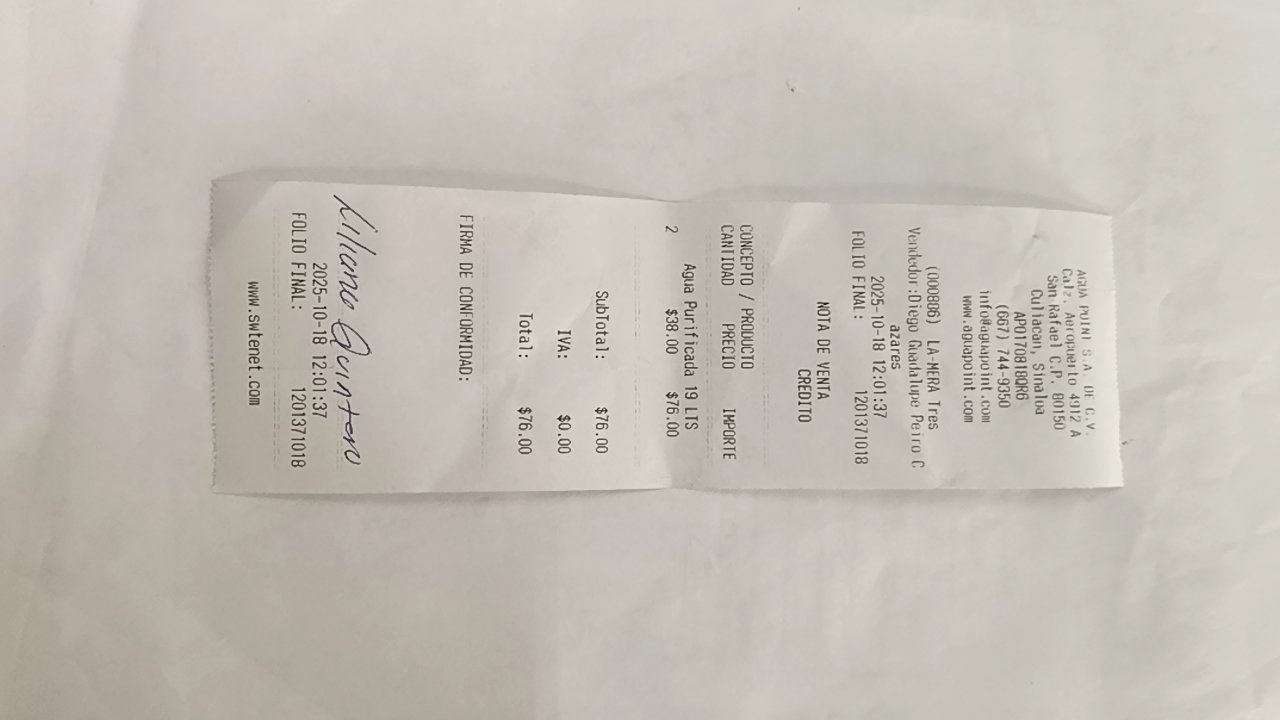 AGUA POINT S.A. DE C.V.
Calz. Aeropuerto 4912 A
San Rafael C.P. 80150
Culiacan, Sinaloa
APO170818QR6
(667) 744-9350
info@aguapoint.com
www.aguapoint.com
(000806) LA-MERA Tres
Vendedor:Diego Guadalupe Peiro C
azares
2025-10-18 12:01:37
FOLIO FINAL: 1201371018
NOTA DE VENTA
CREDITO
CONCEPTO / PRODUCTO
CANTIDAD PRECIO IMPORTE
Agua Purificada 19 LTS
2 $38.00 $76.00
SubTotal: $76.00
IVA: $0.00
Total: $76.00
FIRMA DE CONFORMIDAD:
Liliana Quintero
2025-10-18 12:01:37
FOLIO FINAL: 1201371018
www.swtenet.com